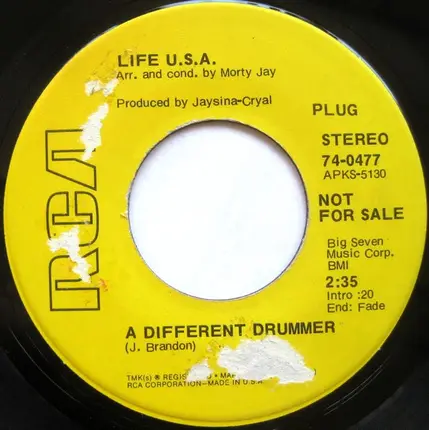 LIFE U.S.A.
Arr. and cond. by Morty Jay
Produced by Jaysina-Cryal
PLUG
STEREO
74-0477
APKS-5130
NOT
FOR SALE
Big Seven
Music Corp.
BMI
2:35
Intro :20
End: Fade
RCA
A DIFFERENT DRUMMER
(J. Brandon)
TMK(s) ®
RCA CORPORATION—MADE IN U.S.A